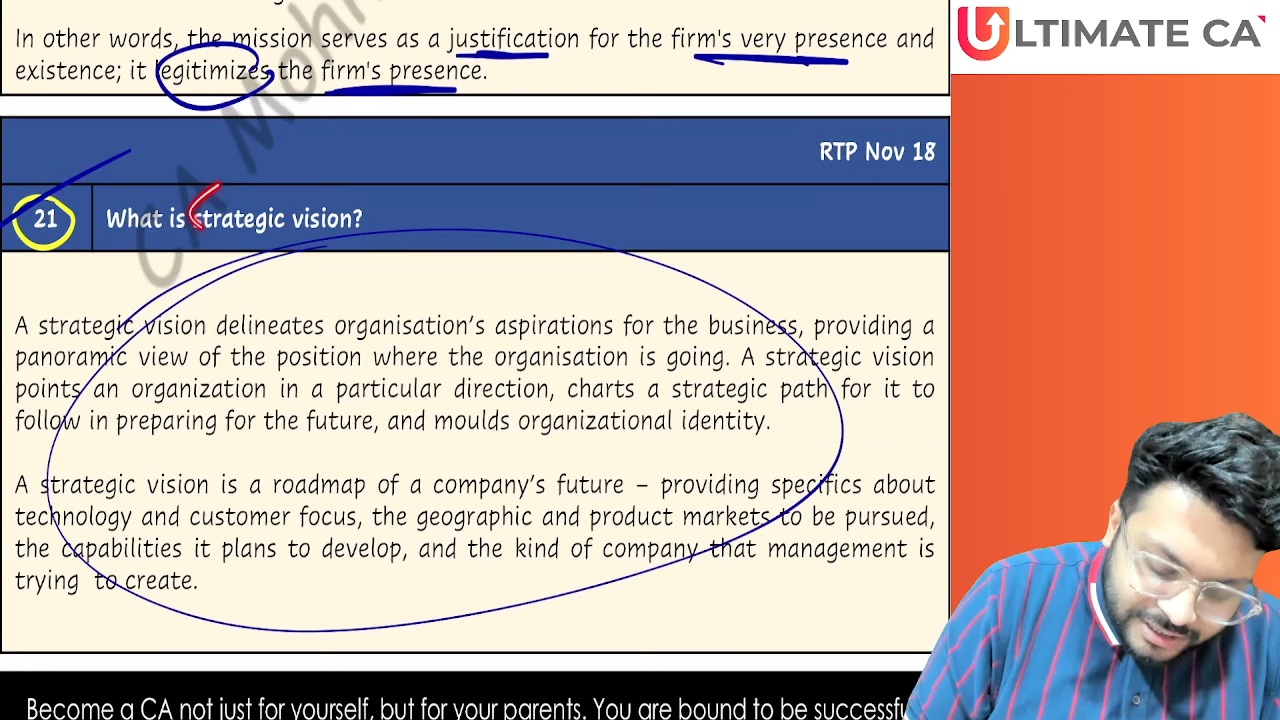 In other words, the mission serves as a justification for the firm's very presence and
existence; it legitimizes the firm's presence.
ULTIMATE CA
RTP Nov 18
21
What is strategic vision?
CA Mohn
A strategic vision delineates organisation's aspirations for the business, providing a
panoramic view of the position where the organisation is going. A strategic vision
points an organization in a particular direction, charts a strategic path for it to
follow in preparing for the future, and moulds organizational identity.
A strategic vision is a roadmap of a company's future – providing specifics about
technology and customer focus, the geographic and product markets to be pursued,
the capabilities it plans to develop, and the kind of company that management is
trying to create.
Become a CA not just for yourself, but for your parents. You are bound to be successfu